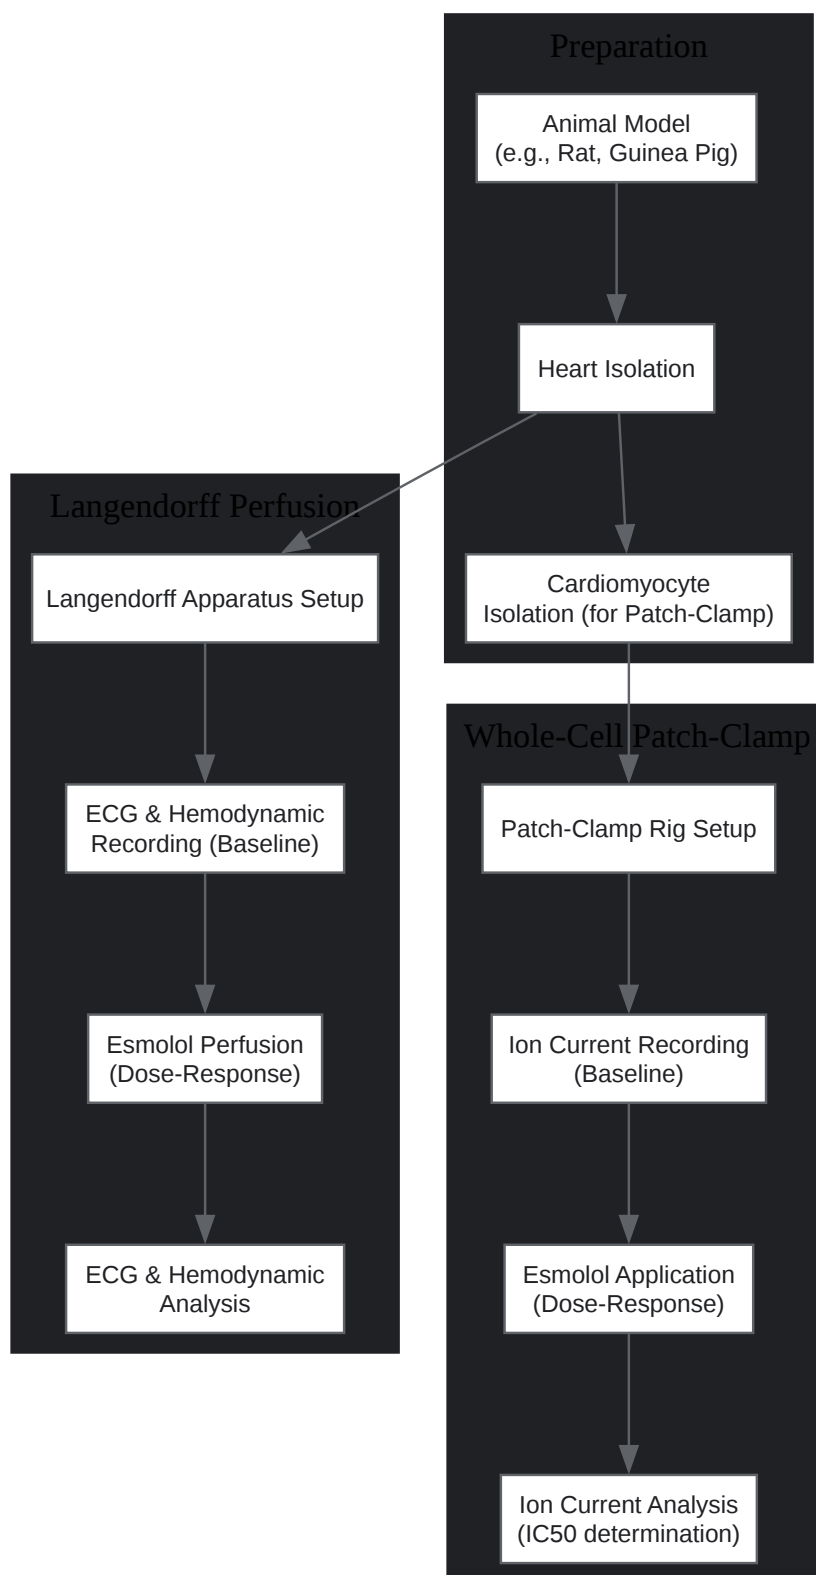 Preparation
Animal Model
(e.g., Rat, Guinea Pig)
Heart Isolation
Cardiomyocyte
Isolation (for Patch-Clamp)
Langendorff Perfusion
Langendorff Apparatus Setup
ECG & Hemodynamic
Recording (Baseline)
Esmolol Perfusion
(Dose-Response)
ECG & Hemodynamic
Analysis
Whole-Cell Patch-Clamp
Patch-Clamp Rig Setup
Ion Current Recording
(Baseline)
Esmolol Application
(Dose-Response)
Ion Current Analysis
(IC50 determination)